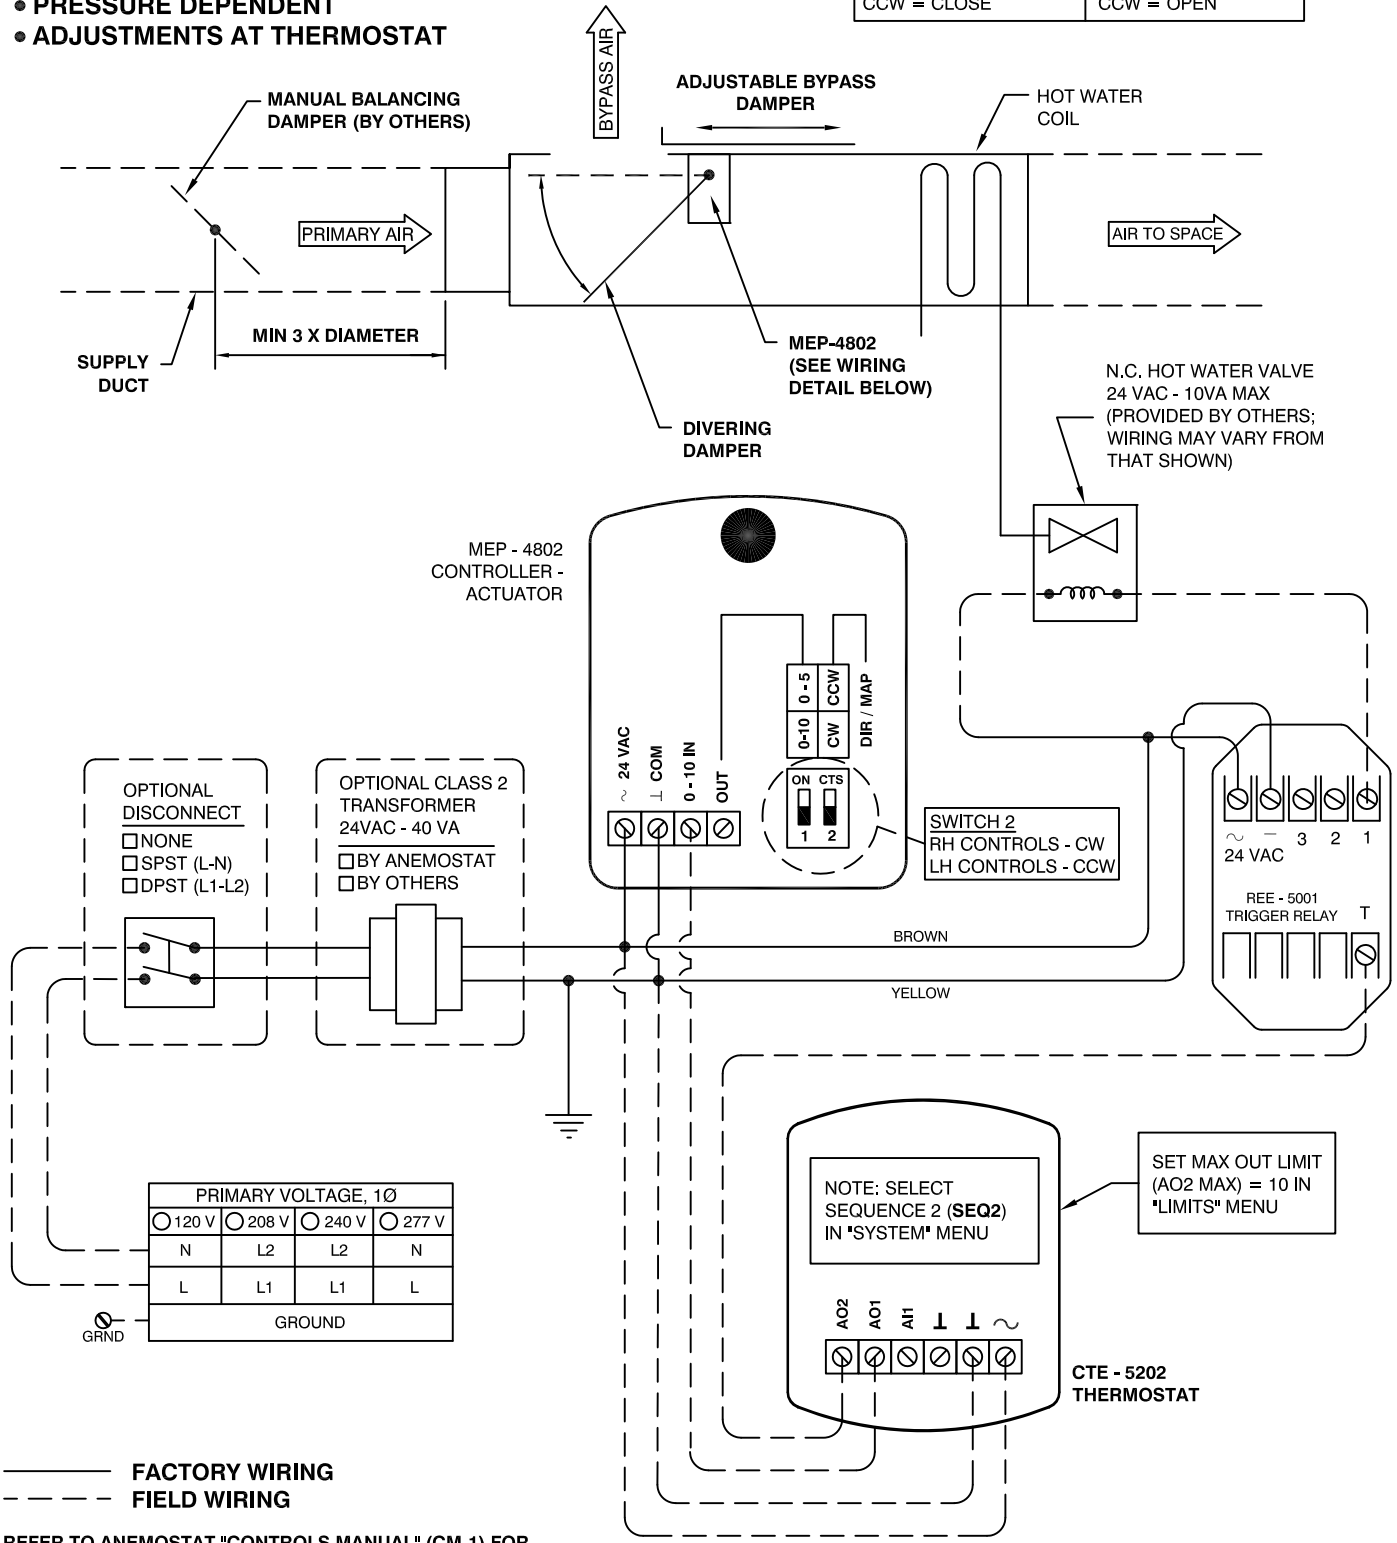 • PRESSURE DEPENDENT
• ADJUSTMENTS AT THERMOSTAT
CCW = CLOSE
CCW = OPEN
BYPASS AIR
ADJUSTABLE BYPASS
DAMPER
MANUAL BALANCING
DAMPER (BY OTHERS)
HOT WATER
COIL
PRIMARY AIR
AIR TO SPACE
MIN 3 X DIAMETER
SUPPLY
DUCT
MEP-4802
(SEE WIRING
DETAIL BELOW)
DIVERING
DAMPER
N.C. HOT WATER VALVE
24 VAC - 10VA MAX
(PROVIDED BY OTHERS;
WIRING MAY VARY FROM
THAT SHOWN)
MEP - 4802
CONTROLLER -
ACTUATOR
24 VAC
COM
0 - 10 IN
OUT
0 - 5
CCW
0-10
CW
DIR / MAP
ON CTS
1 2
SWITCH 2
RH CONTROLS - CW
LH CONTROLS - CCW
OPTIONAL
DISCONNECT
NONE
SPST (L-N)
DPST (L1-L2)
OPTIONAL CLASS 2
TRANSFORMER
24VAC - 40 VA
BY ANEMOSTAT
BY OTHERS
~ – 3 2 1
24 VAC
REE - 5001
TRIGGER RELAY
T
BROWN
YELLOW
PRIMARY VOLTAGE, 1Ø
120 V 208 V 240 V 277 V
N L2 L2 N
L L1 L1 L
GROUND
GRND
NOTE: SELECT
SEQUENCE 2 (SEQ2)
IN "SYSTEM" MENU
SET MAX OUT LIMIT
(AO2 MAX) = 10 IN
"LIMITS" MENU
AO2
AO1
AI1
CTE - 5202
THERMOSTAT
FACTORY WIRING
FIELD WIRING
REFER TO ANEMOSTAT "CONTROLS MANUAL" (CM-1) FOR